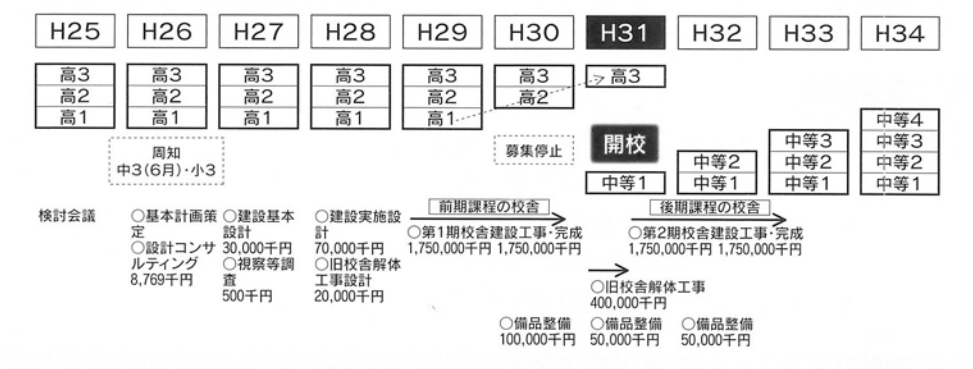 H25 H26 H27 H28 H29 H30 H31 H32 H33 H34
高3 高3 高3 高3 高3 高3 高3
高2 高2 高2 高2 高2 高2
高1 高1 高1 高1 高1
中等4
中等3 中等3
中等2 中等2 中等2
中等1 中等1 中等1 中等1
周知
中3(6月)・小3
募集停止
開校
検討会議
○基本計画策
定
○設計コンサ
ルティング
8,769千円
○建設基本
設計
30,000千円
○視察等調
査
500千円
○建設実施設
計
70,000千円
○旧校舎解体
工事設計
20,000千円
前期課程の校舎
○第1期校舎建設工事・完成
1,750,000千円 1,750,000千円
後期課程の校舎
○第2期校舎建設工事・完成
1,750,000千円 1,750,000千円
○旧校舎解体工事
400,000千円
○備品整備
100,000千円
○備品整備
50,000千円
○備品整備
50,000千円